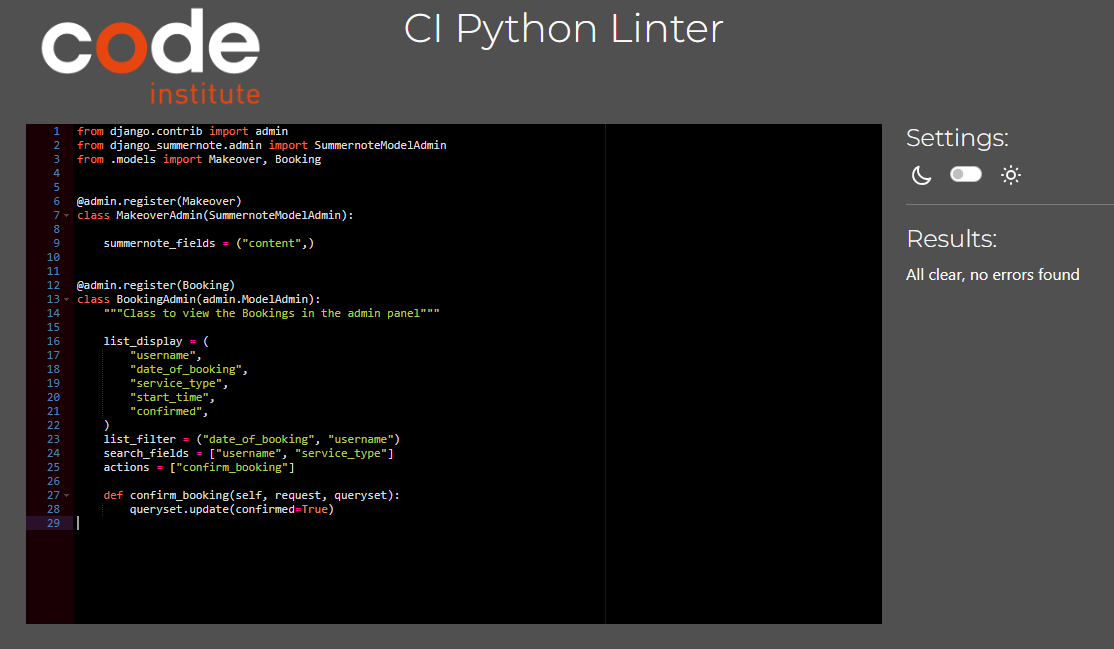 code
institute
CI Python Linter
1 from django.contrib import admin
2 from django_summernote.admin import SummernoteModelAdmin
3 from .models import Makeover, Booking
4
5
6 @admin.register(Makeover)
7 class MakeoverAdmin(SummernoteModelAdmin):
8
9     summernote_fields = ("content",)
10
11
12 @admin.register(Booking)
13 class BookingAdmin(admin.ModelAdmin):
14     """Class to view the Bookings in the admin panel"""
15
16     list_display = (
17         "username",
18         "date_of_booking",
19         "service_type",
20         "start_time",
21         "confirmed",
22     )
23     list_filter = ("date_of_booking", "username")
24     search_fields = ["username", "service_type"]
25     actions = ["confirm_booking"]
26
27     def confirm_booking(self, request, queryset):
28         queryset.update(confirmed=True)
29
Settings:
Results:
All clear, no errors found